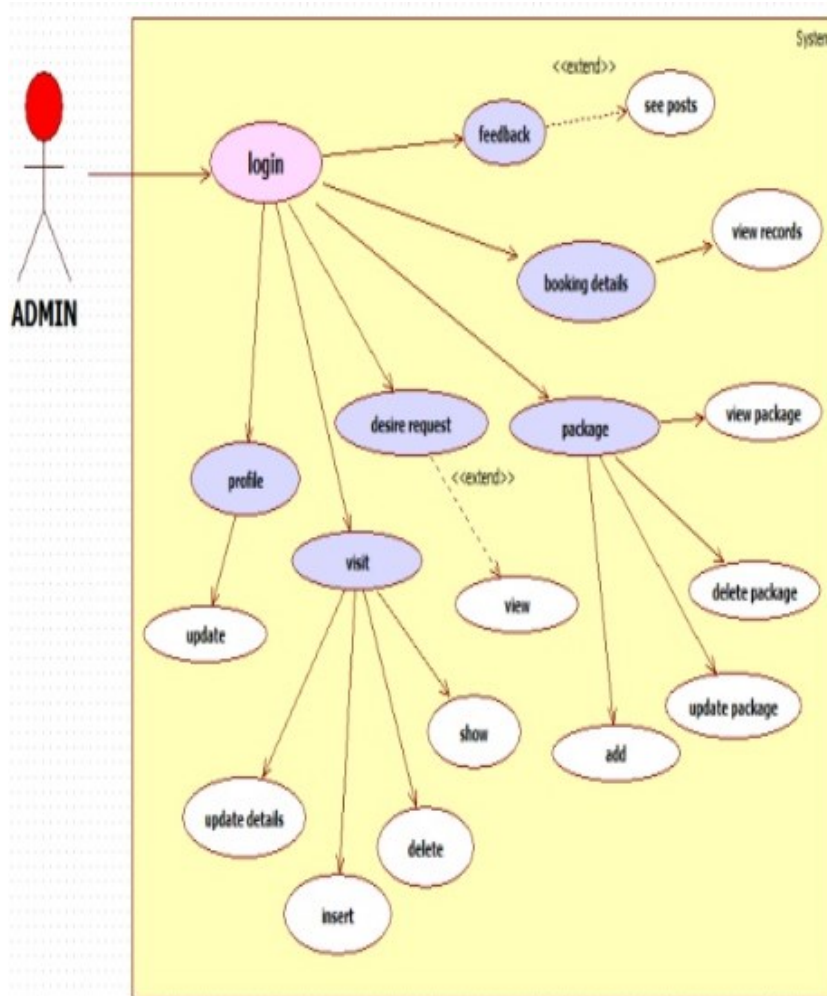 System
<<extend>>
see posts
feedback
login
view records
booking details
ADMIN
view package
desire request
package
<<extend>>
profile
visit
delete package
view
update
update package
show
add
update details
delete
insert